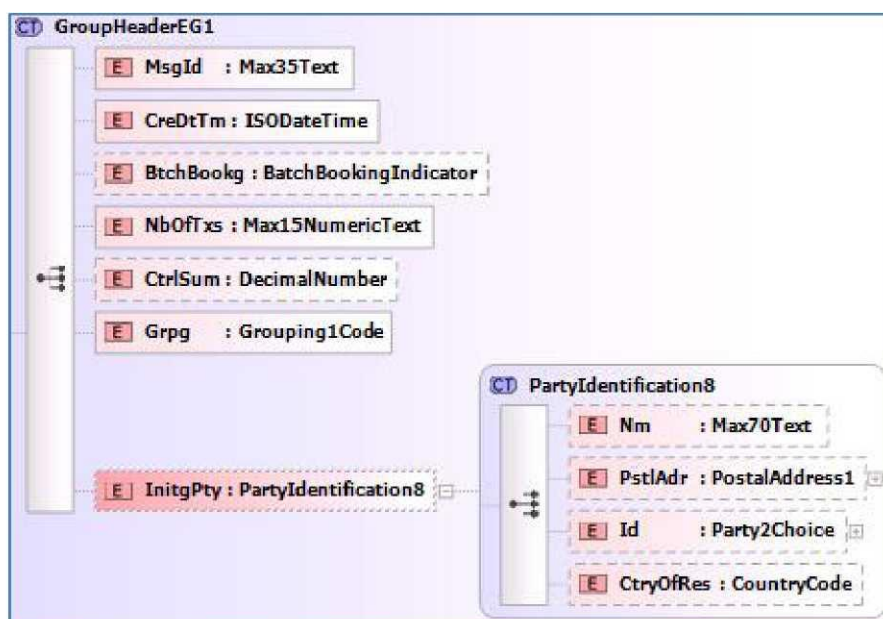 CT GroupHeaderEG1
E MsgId : Max35Text
E CreDtTm : ISODateTime
E BtchBookg : BatchBookingIndicator
E NbOfTxs : Max15NumericText
E CtrlSum : DecimalNumber
E Grpg : Grouping1Code
E InitgPty : PartyIdentification8
CT PartyIdentification8
E Nm : Max70Text
E PstlAdr : PostalAddress1
E Id : Party2Choice
E CtryOfRes : CountryCode